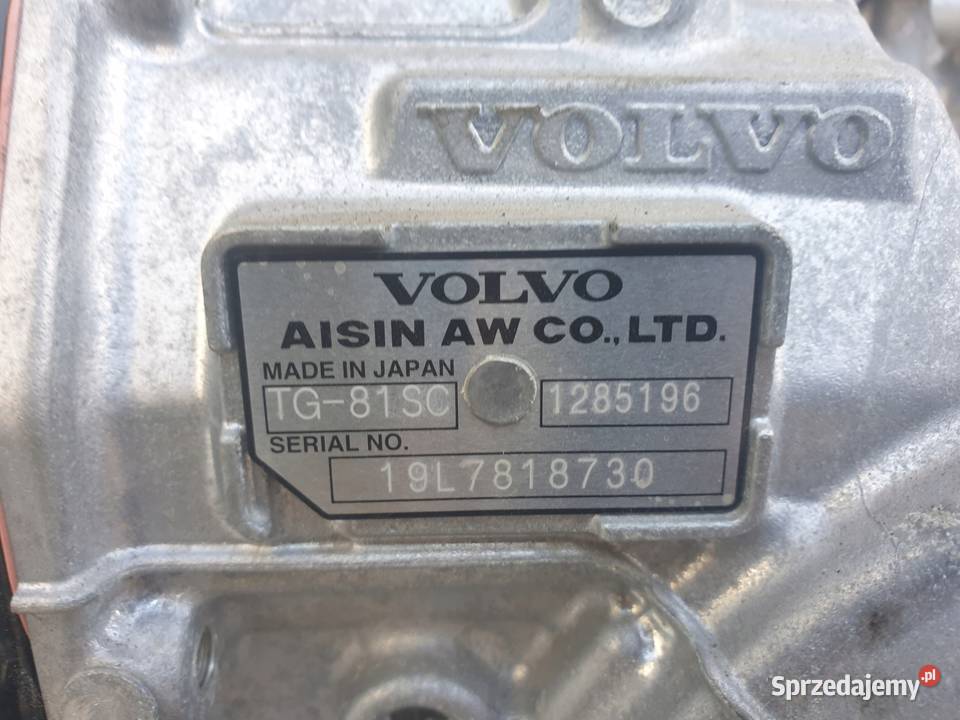 VOLVO
VOLVO
AISIN AW CO., LTD.
MADE IN JAPAN
TG-81SC 1285196
SERIAL NO.
19L7818730
Sprzedajemy.pl